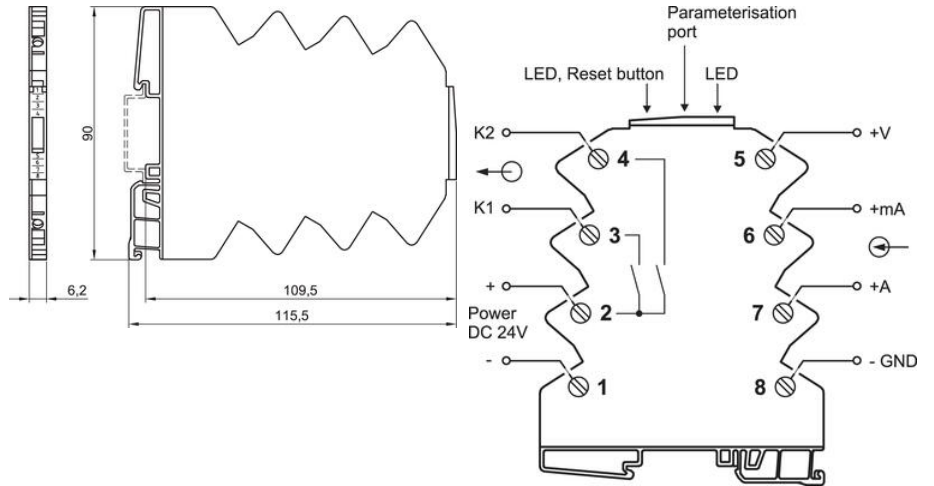 90
6,2
109,5
115,5
Parameterisation
port
LED, Reset button
LED
K2
4
5
+V
K1
3
6
+mA
+
2
7
+A
Power
DC 24V
-
1
8
- GND